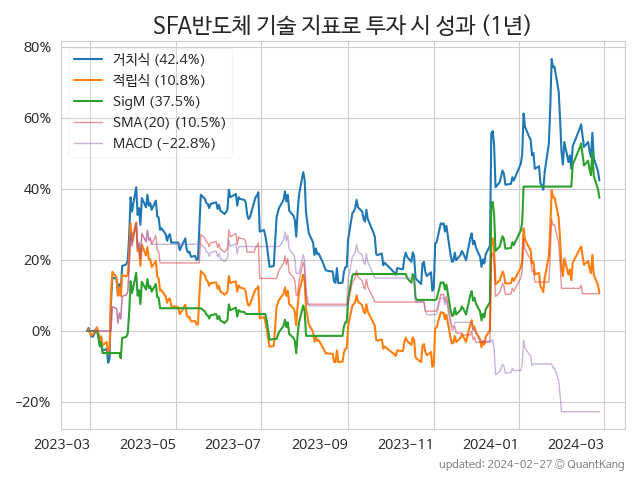 SFA반도체 기술 지표로 투자 시 성과 (1년)
80%
60%
40%
20%
0%
−20%
거치식 (42.4%)
적립식 (10.8%)
SigM (37.5%)
SMA(20) (10.5%)
MACD (−22.8%)
2023-03 2023-05 2023-07 2023-09 2023-11 2024-01 2024-03
updated: 2024-02-27 ⓒ QuantKang